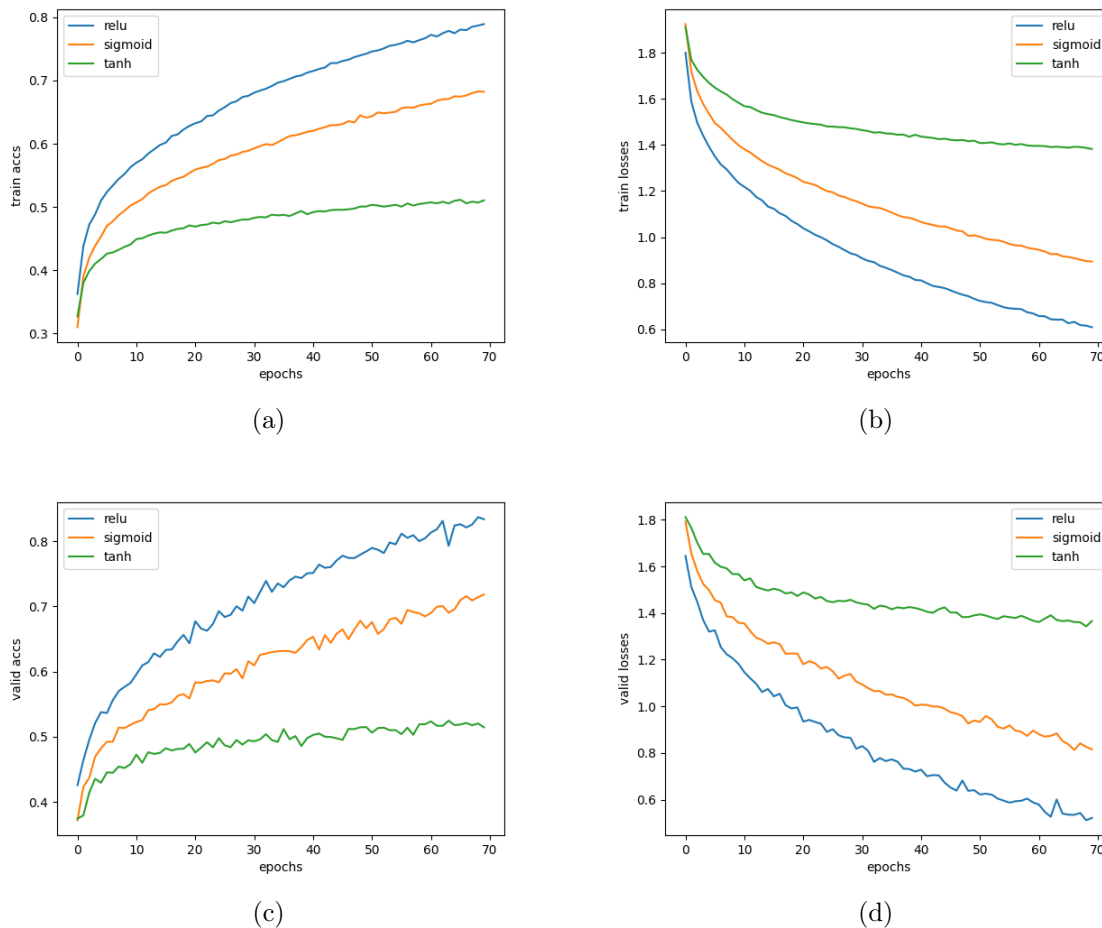 0.8
0.7
0.6
0.5
0.4
0.3
train accs
relu
sigmoid
tanh
0 10 20 30 40 50 60 70
epochs
(a)
1.8
1.6
1.4
1.2
1.0
0.8
0.6
train losses
relu
sigmoid
tanh
0 10 20 30 40 50 60 70
epochs
(b)
0.8
0.7
0.6
0.5
0.4
valid accs
relu
sigmoid
tanh
0 10 20 30 40 50 60 70
epochs
(c)
1.8
1.6
1.4
1.2
1.0
0.8
0.6
valid losses
relu
sigmoid
tanh
0 10 20 30 40 50 60 70
epochs
(d)